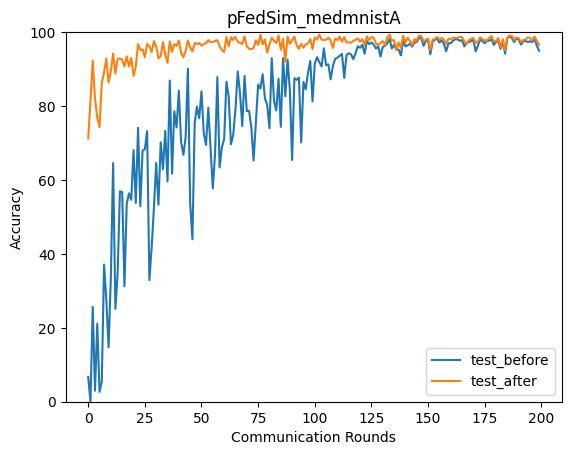 pFedSim_medmnistA
Accuracy
100
80
60
40
20
0
0 25 50 75 100 125 150 175 200
Communication Rounds
test_before
test_after